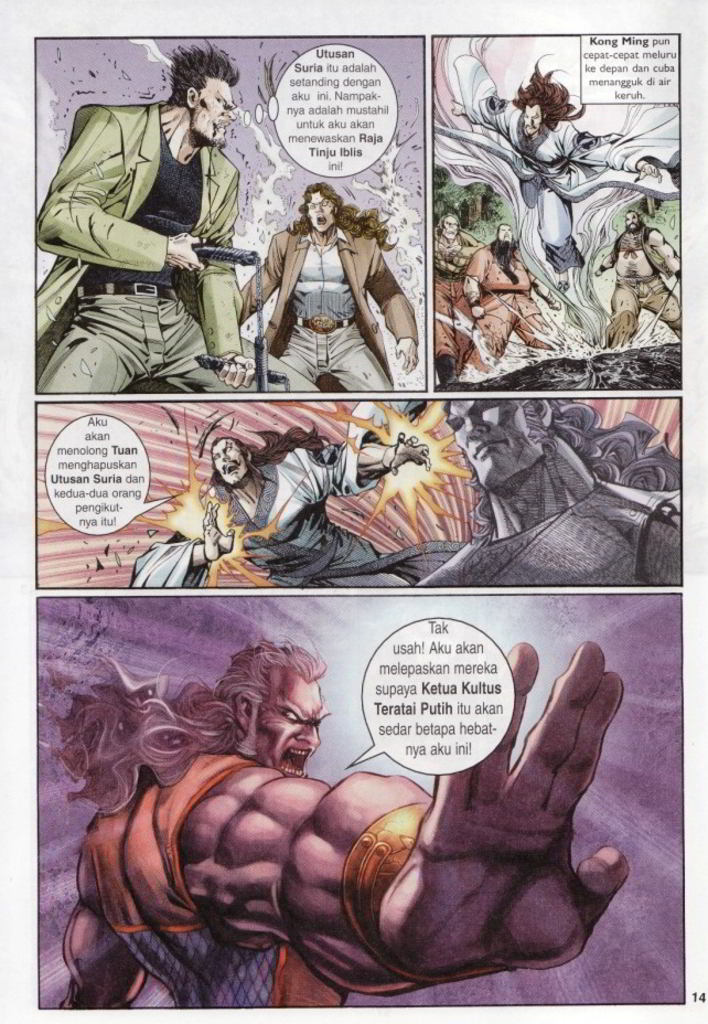 Utusan
Suria itu adalah
setanding dengan
aku ini. Nampak-
nya adalah mustahil
untuk aku akan
menewaskan Raja
Tinju Iblis
ini!
Kong Ming pun
cepat-cepat meluru
ke depan dan cuba
menangguk di air
keruh.
Aku
akan
menolong Tuan
menghapuskan
Utusan Suria dan
kedua-dua orang
pengikut-
nya itu!
Tak
usah! Aku akan
melepaskan mereka
supaya Ketua Kultus
Teratai Putih itu akan
sedar betapa hebat-
nya aku ini!
14